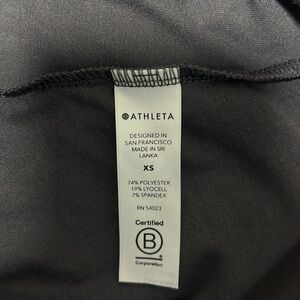 ATHLETA
DESIGNED IN
SAN FRANCISCO
MADE IN SRI
LANKA
XS
74% POLYESTER
19% LYOCELL
7% SPANDEX
RN 54023
Certified
B
Corporation